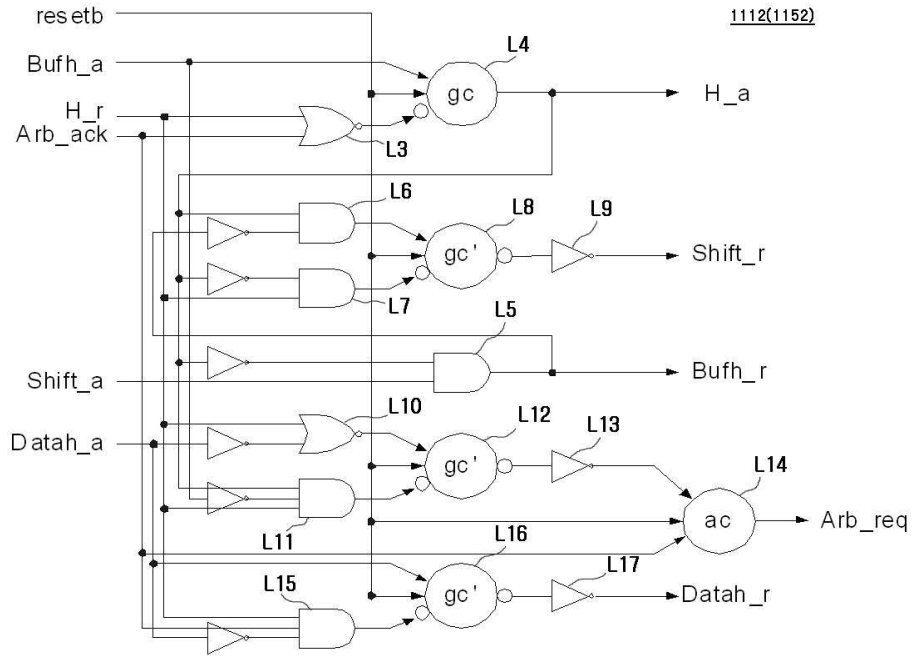 resetb
1112(1152)
L4
Bufh_a
gc
H_a
H_r
Arb_ack
L3
L6
L8
L9
gc'
Shift_r
L7
L5
Shift_a
Bufh_r
L10
L12
L13
Datah_a
gc'
L14
ac
Arb_req
L11
L16
L17
L15
gc'
Datah_r